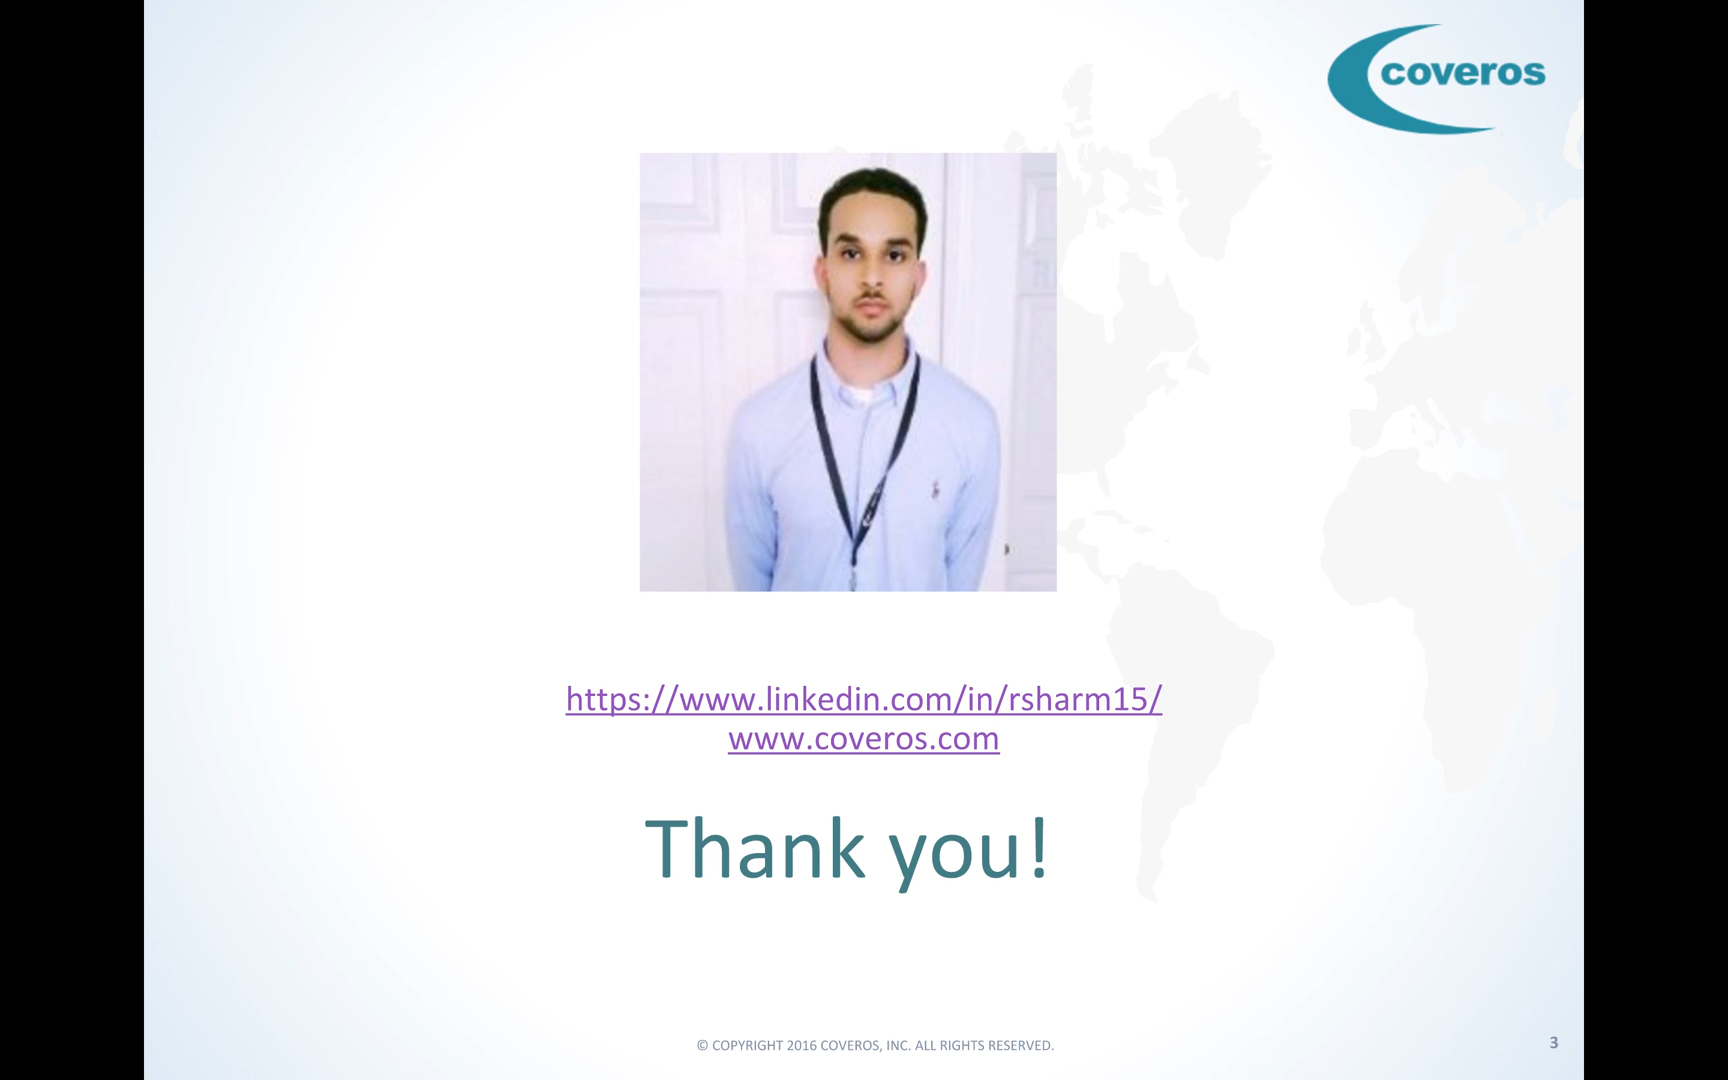 coveros
https://www.linkedin.com/in/rsharm15/
www.coveros.com
Thank you!
© COPYRIGHT 2016 COVEROS, INC. ALL RIGHTS RESERVED.
3